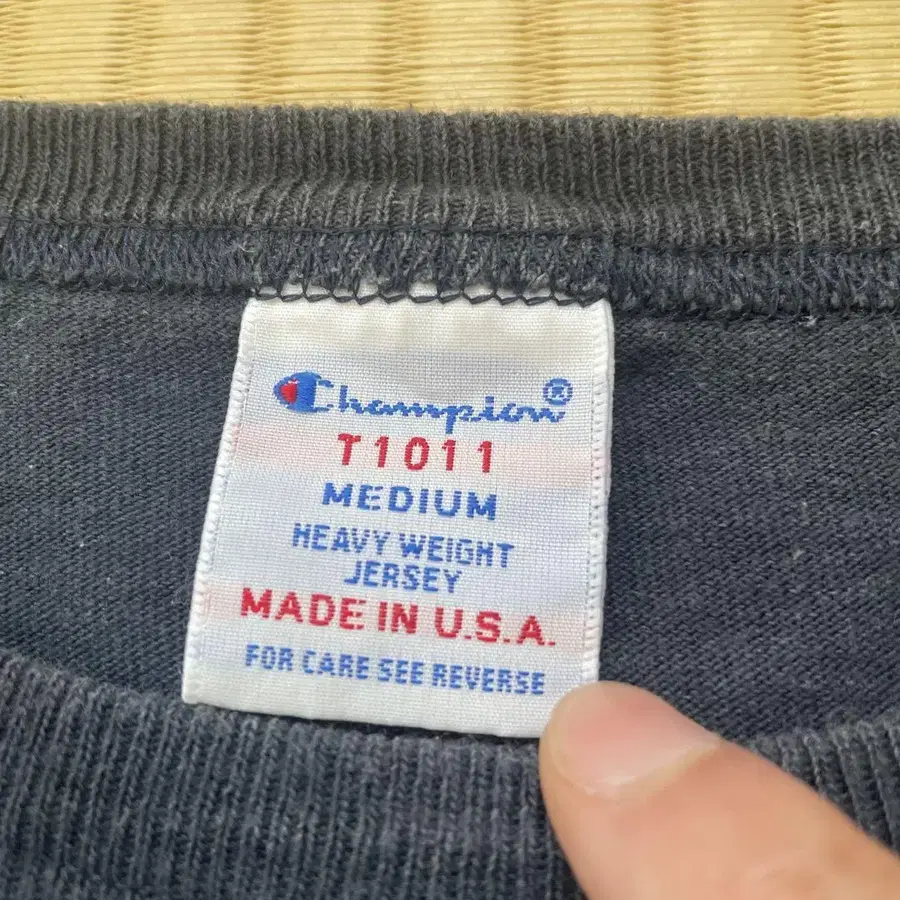 Champion®
T1011
MEDIUM
HEAVY WEIGHT
JERSEY
MADE IN U.S.A.
FOR CARE SEE REVERSE